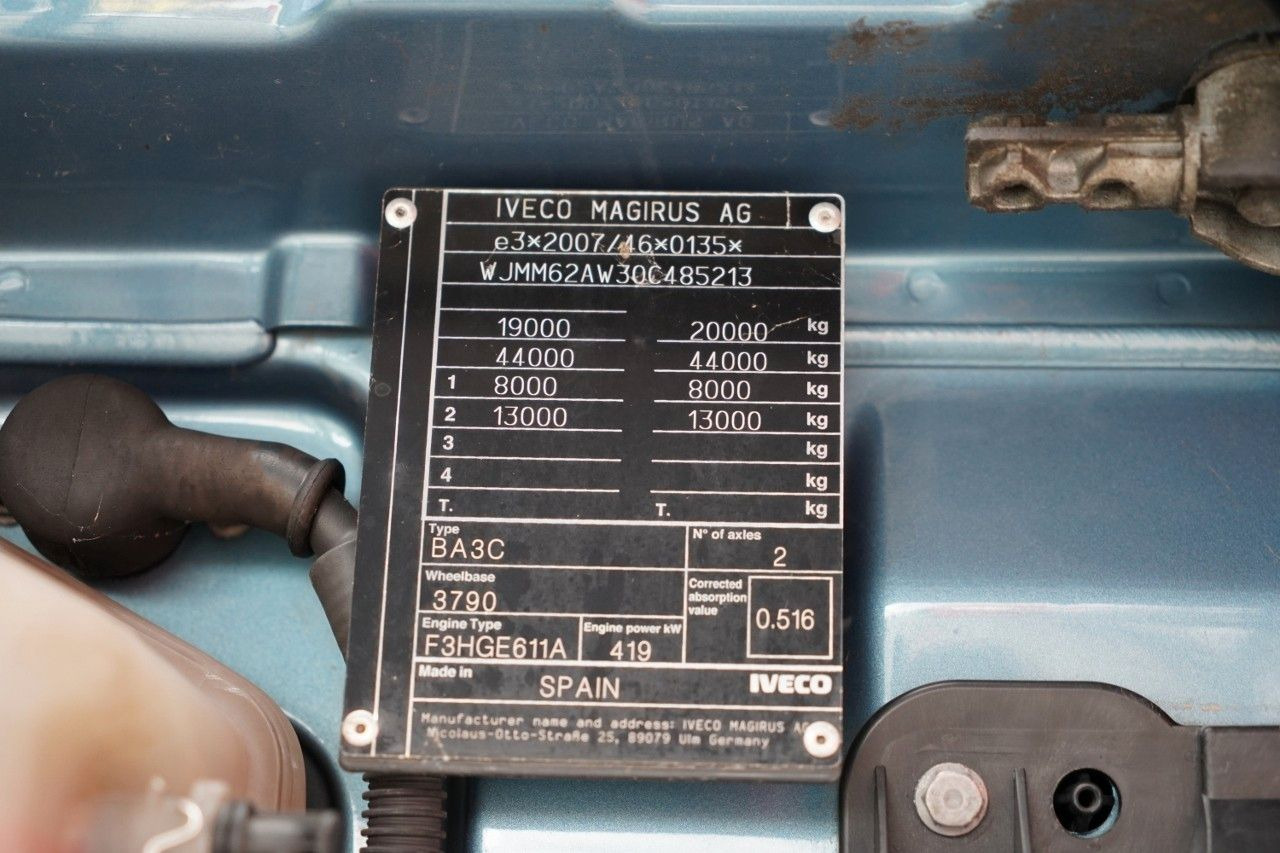 IVECO MAGIRUS AG
e3*2007/46*0135*
WJMM62AW30C485213
19000 20000 kg
44000 44000 kg
1 8000 8000 kg
2 13000 13000 kg
3 kg
4 kg
T. T. kg
Type
BA3C
N° of axles
2
Wheelbase
3790
Corrected
absorption
value
0.516
Engine Type
F3HGE611A
Engine power kW
419
Made in
SPAIN
IVECO
Manufacturer name and address: IVECO MAGIRUS AG
Nicolaus-Otto-Straße 25, 89079 Ulm Germany